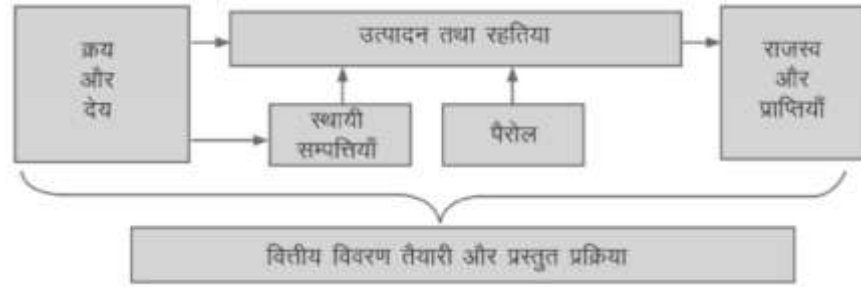 क्रय
और
देय
उत्पादन तथा रहतिया
राजस्व
और
प्राप्तियाँ
स्थायी
सम्पत्तियाँ
पैरोल
वित्तीय विवरण तैयारी और प्रस्तुत प्रक्रिया